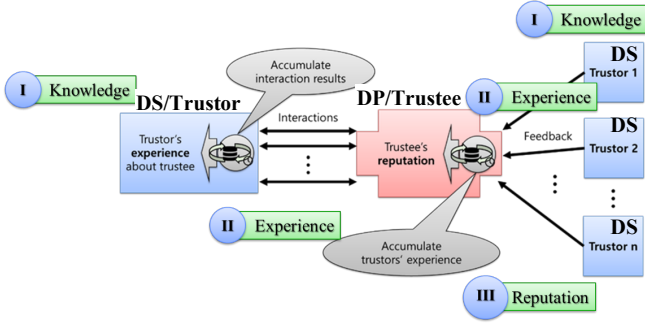 I Knowledge
DS
Trustor 1
Accumulate
interaction results
I Knowledge
DS/Trustor
DP/Trustee
II Experience
Interactions
Trustor's
experience
about trustee
Trustee's
reputation
Feedback
DS
Trustor 2
II Experience
Accumulate
trustors' experience
DS
Trustor n
III Reputation